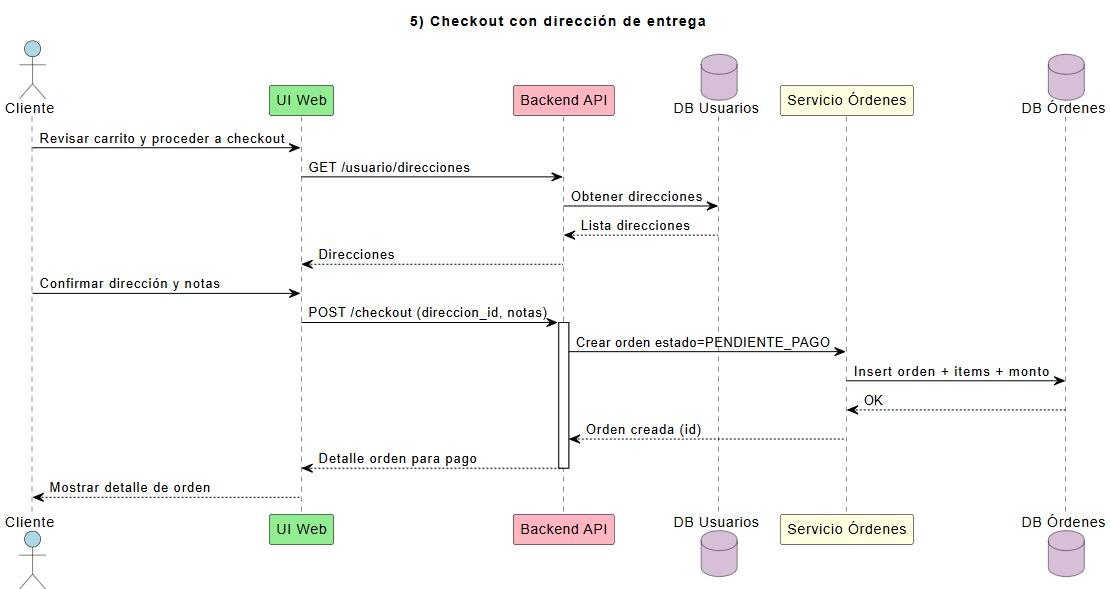 5) Checkout con dirección de entrega
Cliente
UI Web
Backend API
DB Usuarios
Servicio Órdenes
DB Órdenes
Revisar carrito y proceder a checkout
GET /usuario/direcciones
Obtener direcciones
Lista direcciones
Direcciones
Confirmar dirección y notas
POST /checkout (direccion_id, notas)
Crear orden estado=PENDIENTE_PAGO
Insert orden + items + monto
OK
Orden creada (id)
Detalle orden para pago
Mostrar detalle de orden
Cliente
UI Web
Backend API
DB Usuarios
Servicio Órdenes
DB Órdenes